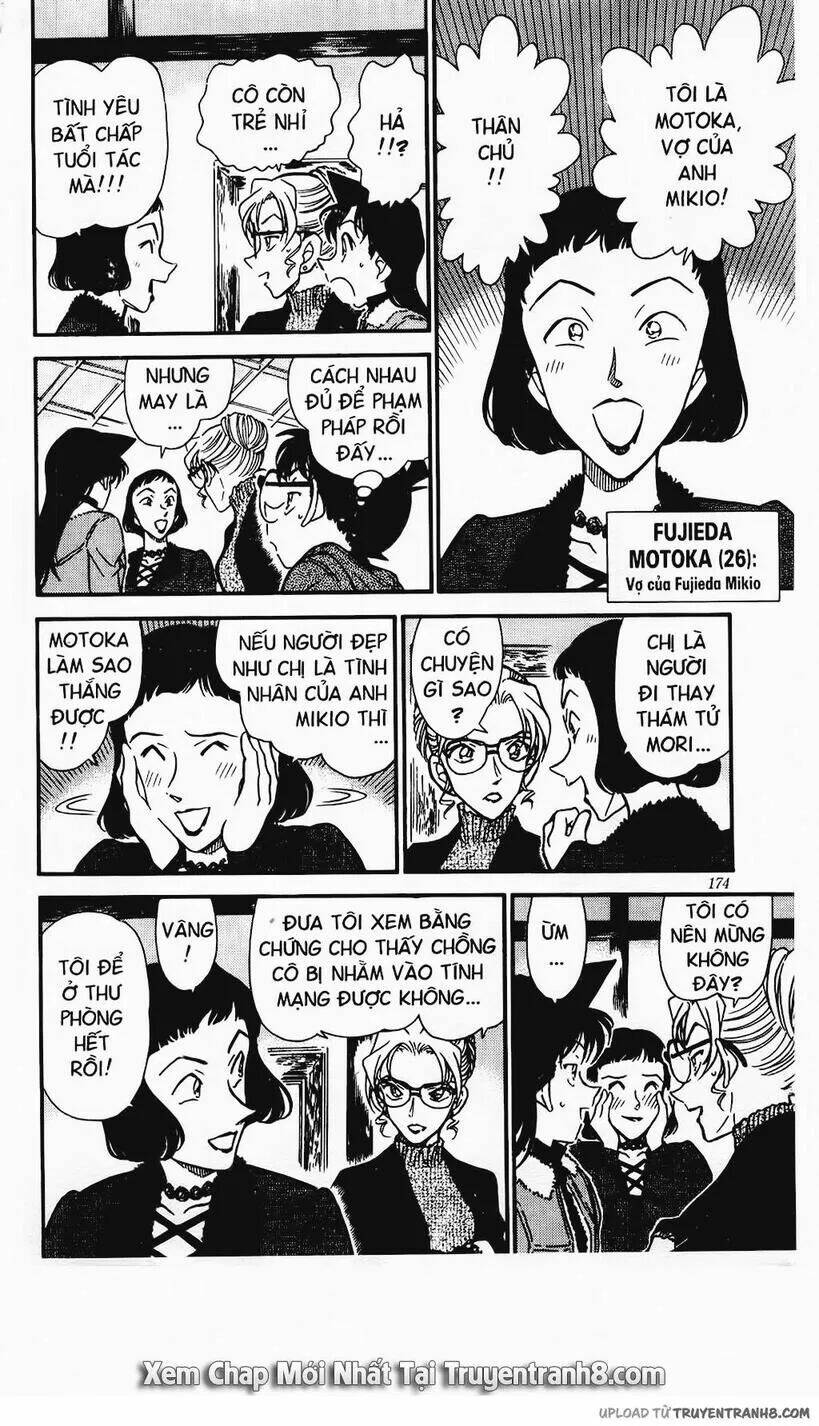 TÔI LÀ
MOTOKA,
VỢ CỦA
ANH
MIKIO!
THÂN
CHỦ
!!
FUJIEDA
MOTOKA (26):
Vợ của Fujieda Mikio
HẢ
!!?
CÔ CÒN
TRẺ NHỈ
...
TÌNH YÊU
BẤT CHẤP
TUỔI TÁC
MÀ!!!
CÁCH NHAU
ĐỦ ĐỂ PHẠM
PHÁP RỒI
ĐẤY...
NHƯNG
MAY LÀ
...
CHỊ LÀ
NGƯỜI
ĐI THAY
THÁM TỬ
MORI...
CÓ
CHUYỆN
GÌ SAO
?
NẾU NGƯỜI ĐẸP
NHƯ CHỊ LÀ TÌNH
NHÂN CỦA ANH
MIKIO THÌ
...
MOTOKA
LÀM SAO
THẮNG
ĐƯỢC
!!
174
TÔI CÓ
NÊN MỪNG
KHÔNG
ĐÂY?
ỪM
...
ĐƯA TÔI XEM BẰNG
CHỨNG CHO THẤY CHỒNG
CÔ BỊ NHẰM VÀO TÍNH
MẠNG ĐƯỢC KHÔNG...
VÂNG
!
TÔI ĐỂ
Ở THƯ
PHÒNG
HẾT
RỒI!
Xem Chap Mới Nhất Tại Truyentranh8.com
UPLOAD TỪ TRUYENTRANH8.COM